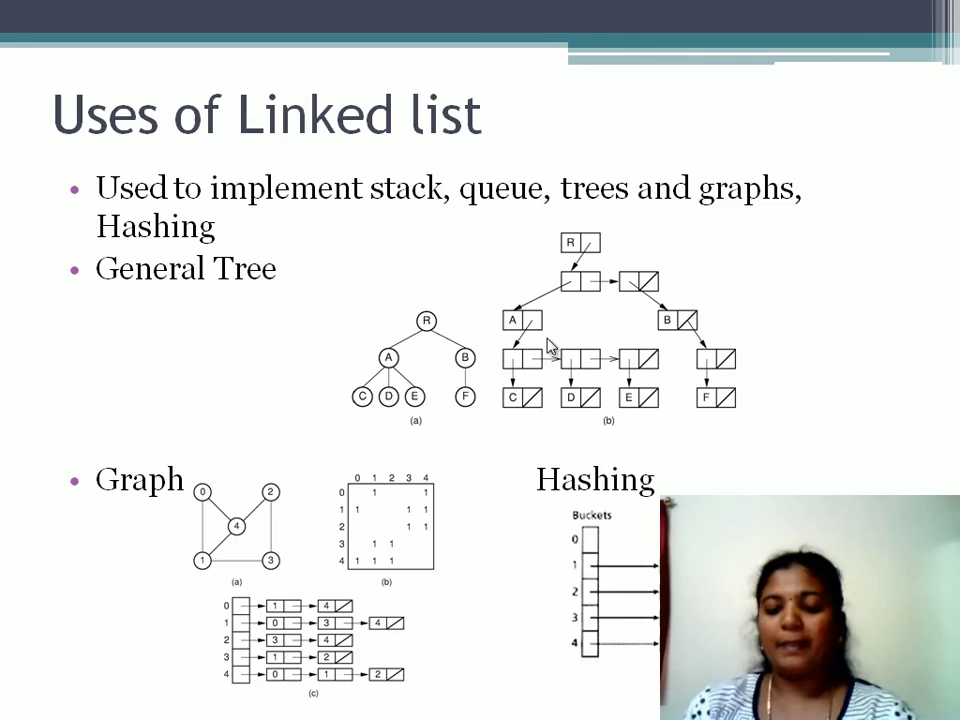 Uses of Linked list
• Used to implement stack, queue, trees and graphs,
Hashing
• General Tree
R
A B
C D E F
(a)
R
A B
C D E F
(b)
• Graph
0 2
4
1 3
(a)
0 1 2 3 4
0 1 1
1 1 1 1
2 1 1
3 1 1
4 1 1 1
(b)
0 1 4
1 0 3 4
2 3 4
3 1 2
4 0 1 2
(c)
Hashing
Buckets
0
1
2
3
4